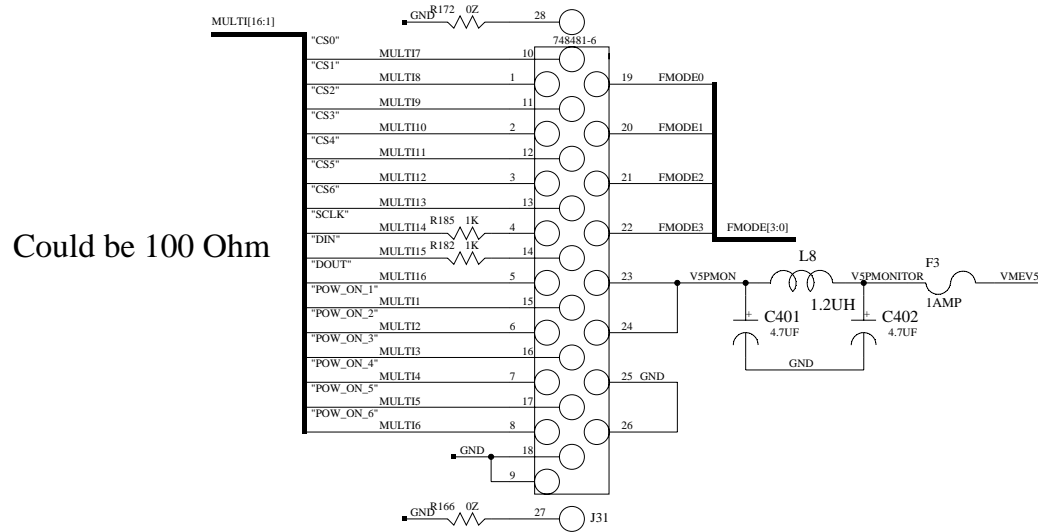 R172 0Z
GND 28
MULTI[16:1]
748481-6
"CS0"
MULTI7 10
"CS1"
MULTI8 1 19 FMODE0
"CS2"
MULTI9 11
"CS3"
MULTI10 2 20 FMODE1
"CS4"
MULTI11 12
"CS5"
MULTI12 3 21 FMODE2
"CS6"
MULTI13 13
"SCLK"
R185 1K
MULTI14 4 22 FMODE3 FMODE[3:0]
"DIN"
Could be 100 Ohm
R182 1K
MULTI15 14
"DOUT"
L8 F3
MULTI16 5 23 V5PMON V5PMONITOR VMEV5
"POW_ON_1"
1.2UH 1AMP
MULTI1 15
"POW_ON_2"
+ C401 + C402
MULTI2 6 24
4.7UF 4.7UF
"POW_ON_3"
MULTI3 16
GND
"POW_ON_4"
MULTI4 7 25 GND
"POW_ON_5"
MULTI5 17
"POW_ON_6"
MULTI6 8 26
GND 18
9
R166 0Z
GND 27 J31